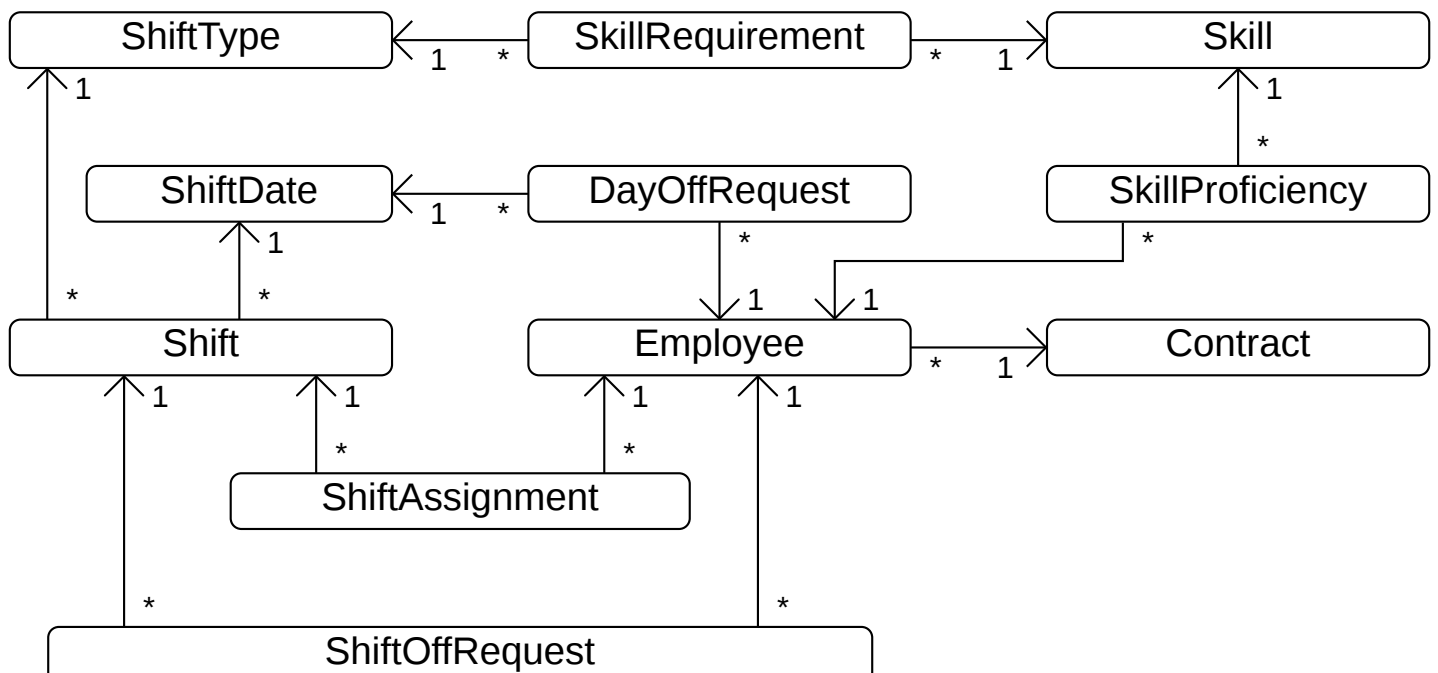 ShiftType
SkillRequirement
Skill
1
*
*
1
1
1
*
ShiftDate
DayOffRequest
SkillProficiency
1
*
1
*
*
*
*
1
1
Shift
Employee
Contract
*
1
1
1
1
1
*
*
ShiftAssignment
*
*
ShiftOffRequest